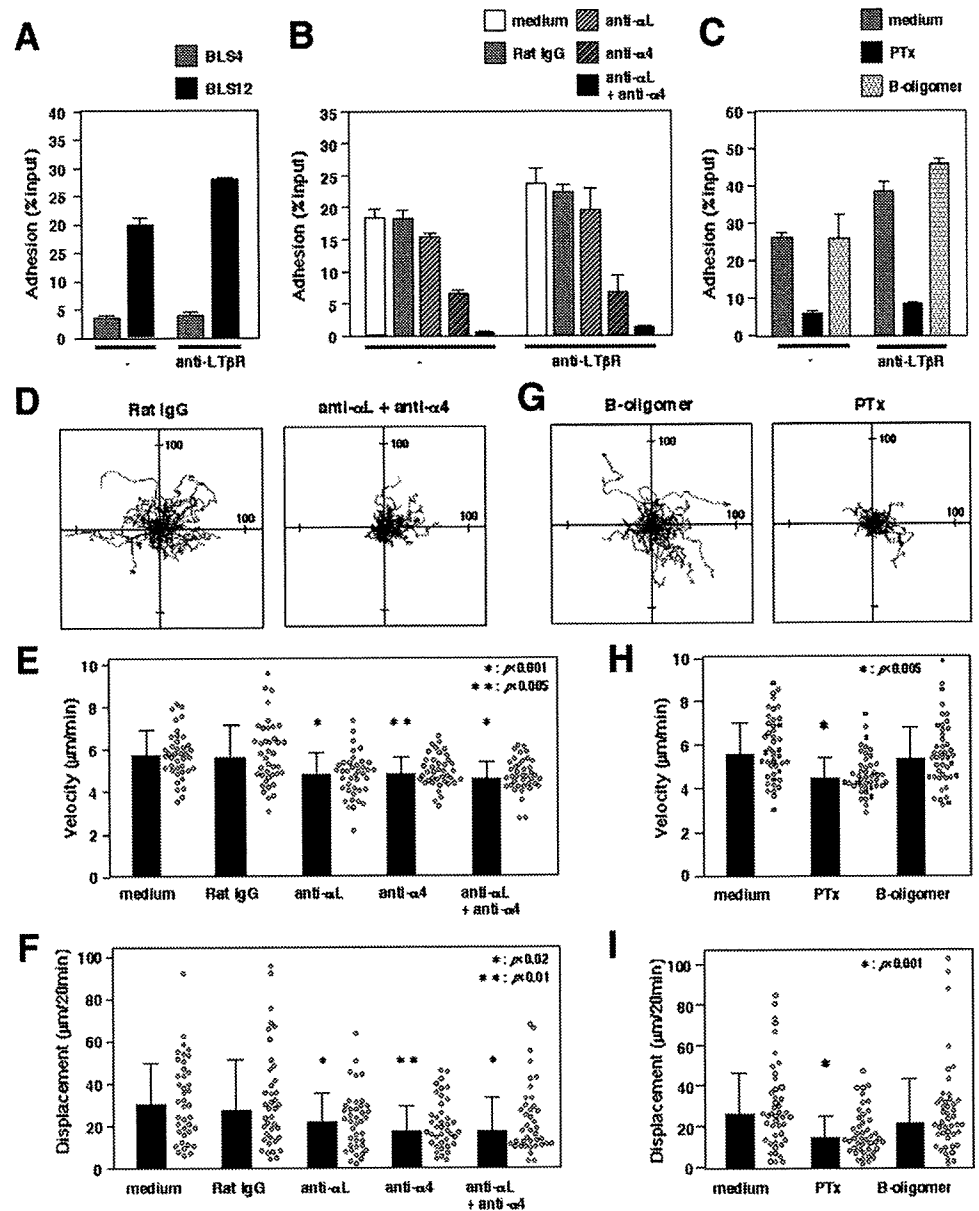 A
BLS4
BLS12
Adhesion (%input)
40
35
30
25
20
15
10
5
0
-
anti-LTβR
B
medium
Rat IgG
anti-αL
anti-α4
anti-αL
+ anti-α4
Adhesion (%input)
35
30
25
20
15
10
5
0
-
anti-LTβR
C
medium
PTx
B-oligomer
Adhesion (%input)
60
50
40
30
20
10
0
-
anti-LTβR
D
Rat IgG
100
100
anti-αL + anti-α4
100
100
G
B-oligomer
100
100
PTx
100
100
E
Velocity (μm/min)
10
8
6
4
2
0
*: p<0.001
**: p<0.005
*
**
*
medium
Rat IgG
anti-αL
anti-α4
anti-αL
+ anti-α4
H
Velocity (μm/min)
10
8
6
4
2
0
*: p<0.005
*
medium
PTx
B-oligomer
F
Displacement (μm/20min)
100
80
60
40
20
0
*: p<0.02
**: p<0.01
*
**
*
medium
Rat IgG
anti-αL
anti-α4
anti-αL
+ anti-α4
I
Displacement (μm/20min)
100
80
60
40
20
0
*: p<0.001
*
medium
PTx
B-oligomer